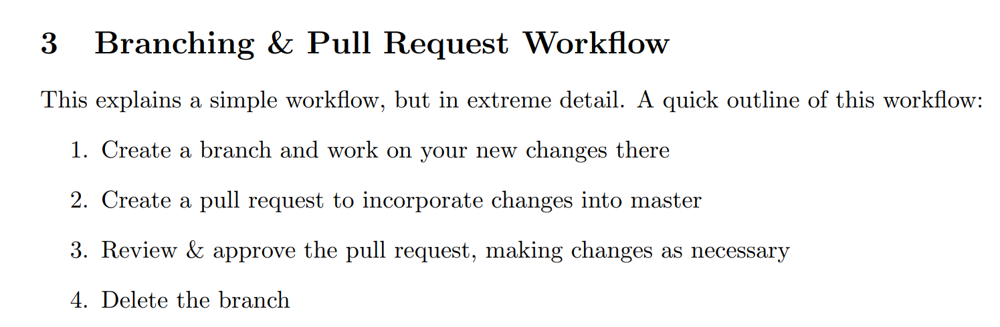 3 Branching & Pull Request Workflow
This explains a simple workflow, but in extreme detail. A quick outline of this workflow:
1. Create a branch and work on your new changes there
2. Create a pull request to incorporate changes into master
3. Review & approve the pull request, making changes as necessary
4. Delete the branch